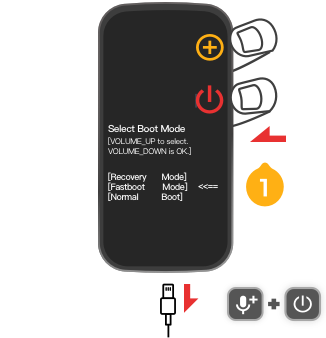 Select Boot Mode
[VOLUME_UP to select.
VOLUME_DOWN is OK.]
[Recovery Mode]
[Fastboot Mode] <<==
[Normal Boot]
1